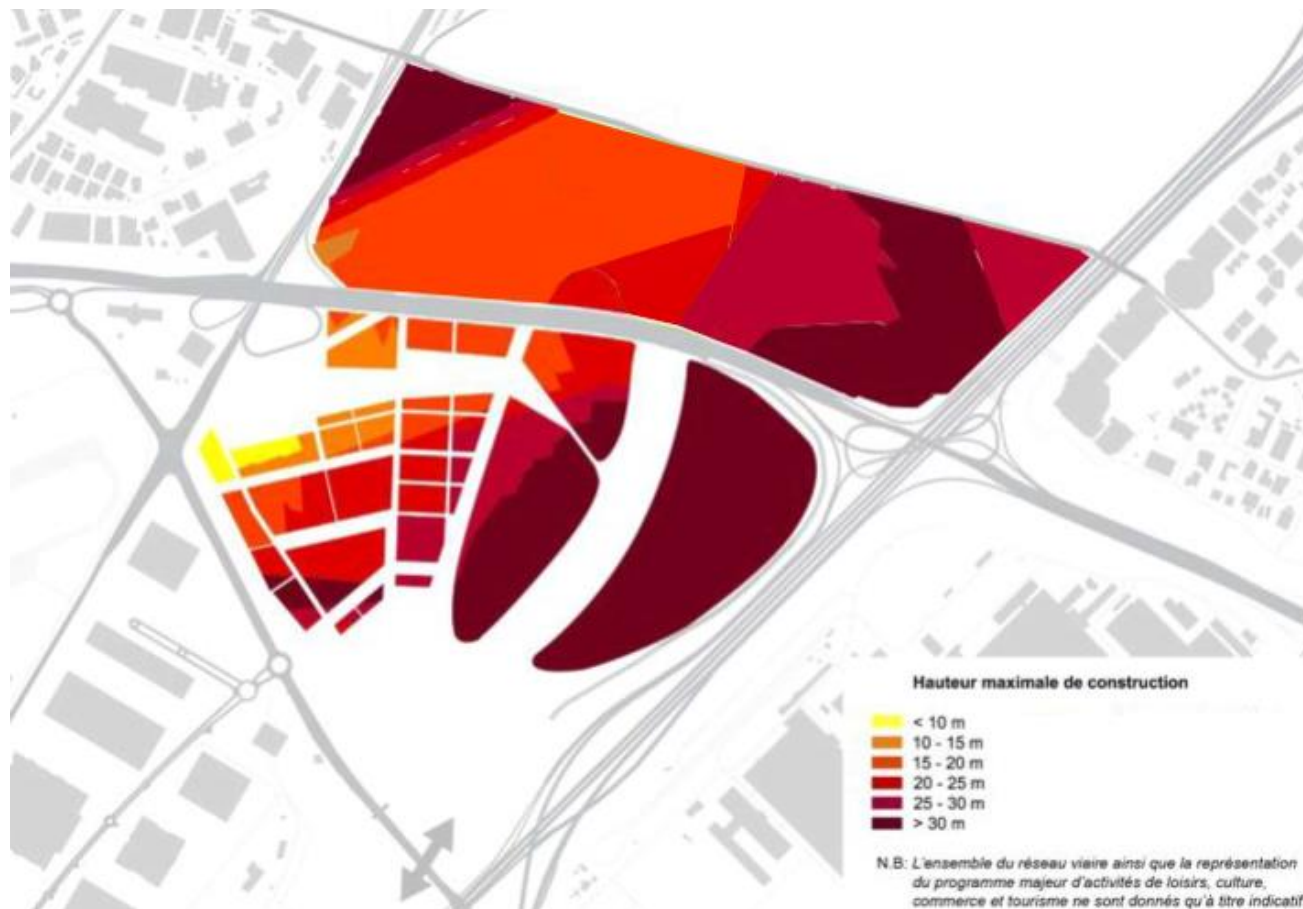 Hauteur maximale de construction
< 10 m
10 - 15 m
15 - 20 m
20 - 25 m
25 - 30 m
> 30 m
N.B: L'ensemble du réseau viaire ainsi que la représentation
du programme majeur d'activités de loisirs, culture,
commerce et tourisme ne sont donnés qu'à titre indicatif